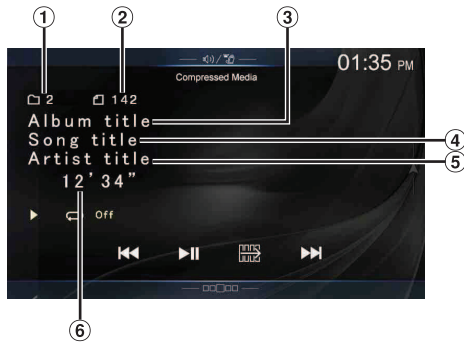 1 2 3
01:35 PM
Compressed Media
2 142
Album title
Song title 4
Artist title 5
12'34"
Off
6